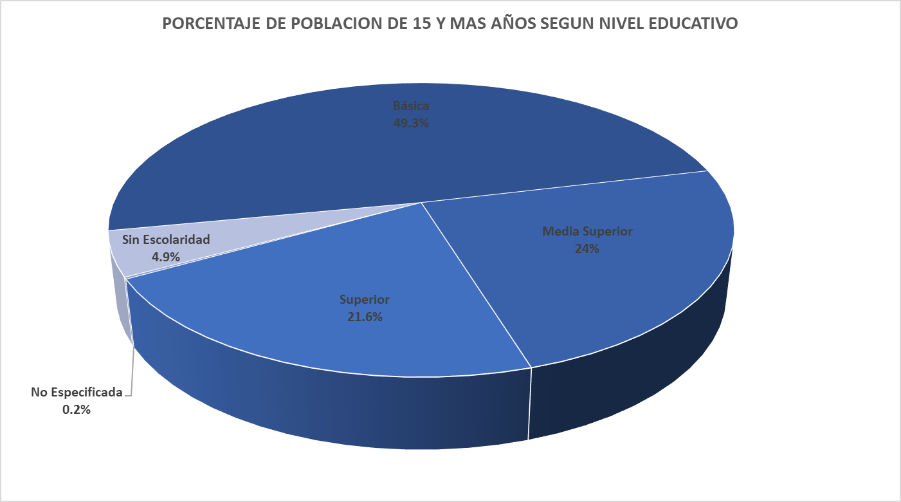 PORCENTAJE DE POBLACION DE 15 Y MAS AÑOS SEGUN NIVEL EDUCATIVO
Básica
49.3%
Media Superior
24%
Sin Escolaridad
4.9%
Superior
21.6%
No Especificada
0.2%